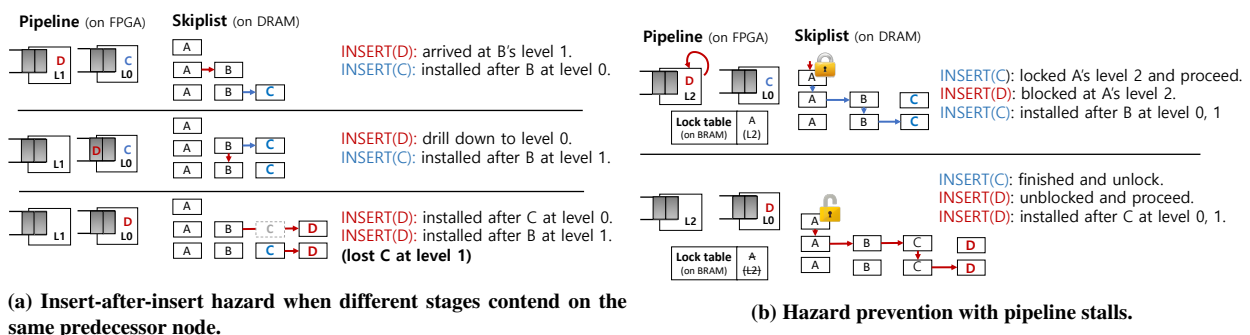 Pipeline (on FPGA) Skiplist (on DRAM)
D L1 C L0
A
A B
B C
INSERT(D): arrived at B's level 1.
INSERT(C): installed after B at level 0.
L1 D C L0
A
A B C
A B C
INSERT(D): drill down to level 0.
INSERT(C): installed after B at level 1.
L1 D L0
A
A B C D
A B C D
INSERT(D): installed after C at level 0.
INSERT(D): installed after B at level 1.
(lost C at level 1)
(a) Insert-after-insert hazard when different stages contend on the
same predecessor node.
Pipeline (on FPGA) Skiplist (on DRAM)
D L2 C L0
Lock table A
(on BRAM) (L2)
A
A B C
A B C
INSERT(C): locked A's level 2 and proceed.
INSERT(D): blocked at A's level 2.
INSERT(C): installed after B at level 0, 1
L2 D L0
Lock table A
(on BRAM) (L2)
A
A B C D
A B C D
INSERT(C): finished and unlock.
INSERT(D): unblocked and proceed.
INSERT(D): installed after C at level 0, 1.
(b) Hazard prevention with pipeline stalls.